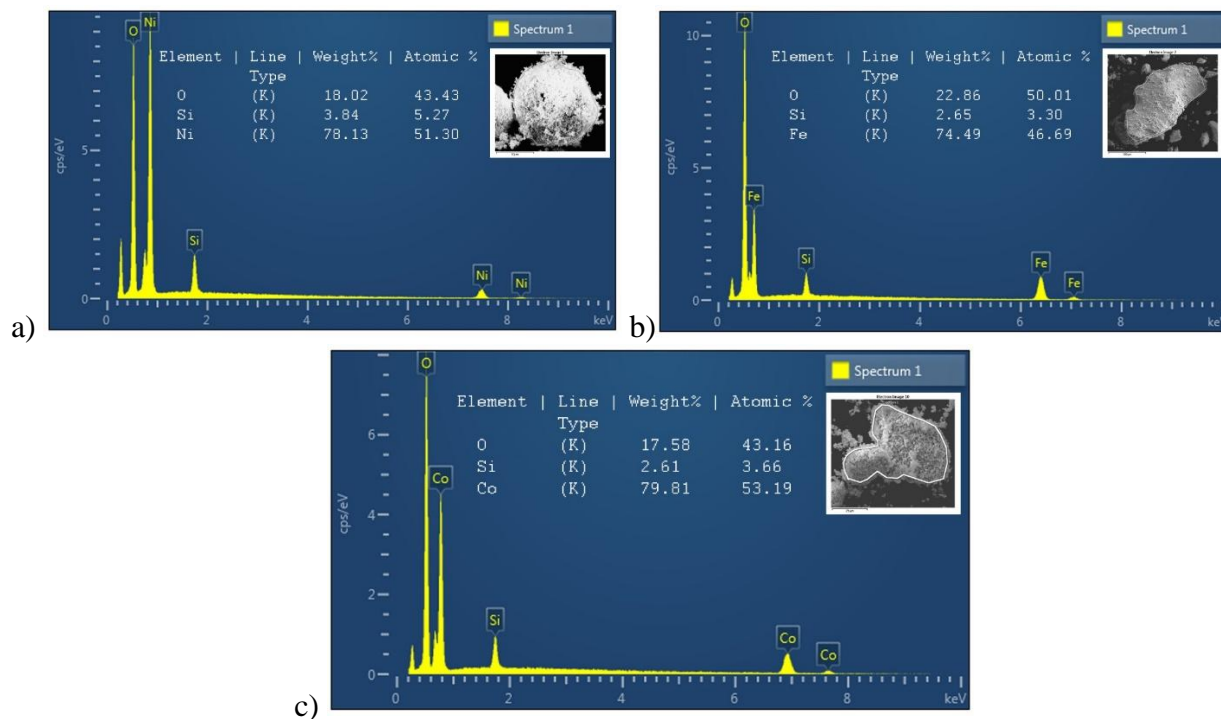 Spectrum 1
Element | Line | Weight% | Atomic %
Type
O (K) 18.02 43.43
Si (K) 3.84 5.27
Ni (K) 78.13 51.30
O
Ni
Si
Ni
Ni
cps/eV
5
0
0 2 4 6 8 keV
a)
Spectrum 1
Element | Line | Weight% | Atomic %
Type
O (K) 22.86 50.01
Si (K) 2.65 3.30
Fe (K) 74.49 46.69
O
Fe
Si
Fe
Fe
cps/eV
10
5
0
0 2 4 6 8 keV
b)
Spectrum 1
Element | Line | Weight% | Atomic %
Type
O (K) 17.58 43.16
Si (K) 2.61 3.66
Co (K) 79.81 53.19
O
Co
Si
Co
Co
cps/eV
6
4
2
0
0 2 4 6 8 keV
c)